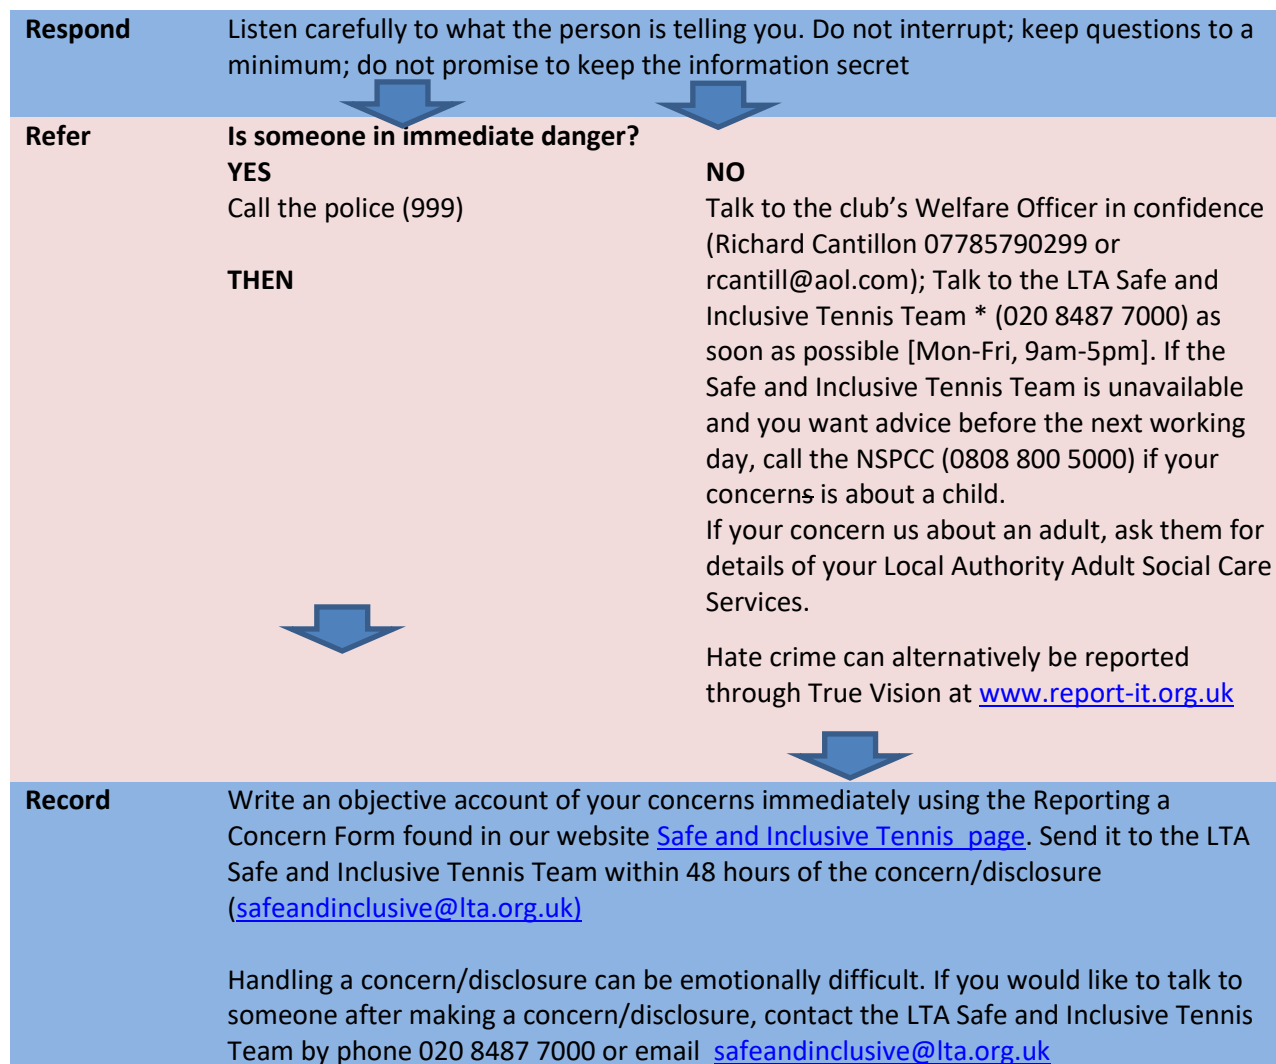 Respond Listen carefully to what the person is telling you. Do not interrupt; keep questions to a
minimum; do not promise to keep the information secret
Refer Is someone in immediate danger?
YES
Call the police (999)
THEN
NO
Talk to the club’s Welfare Officer in confidence
(Richard Cantillon 07785790299 or
rcantill@aol.com); Talk to the LTA Safe and
Inclusive Tennis Team * (020 8487 7000) as
soon as possible [Mon-Fri, 9am-5pm]. If the
Safe and Inclusive Tennis Team is unavailable
and you want advice before the next working
day, call the NSPCC (0808 800 5000) if your
concerns is about a child.
If your concern us about an adult, ask them for
details of your Local Authority Adult Social Care
Services.
Hate crime can alternatively be reported
through True Vision at www.report-it.org.uk
Record Write an objective account of your concerns immediately using the Reporting a
Concern Form found in our website Safe and Inclusive Tennis  page. Send it to the LTA
Safe and Inclusive Tennis Team within 48 hours of the concern/disclosure
(safeandinclusive@lta.org.uk)
Handling a concern/disclosure can be emotionally difficult. If you would like to talk to
someone after making a concern/disclosure, contact the LTA Safe and Inclusive Tennis
Team by phone 020 8487 7000 or email  safeandinclusive@lta.org.uk